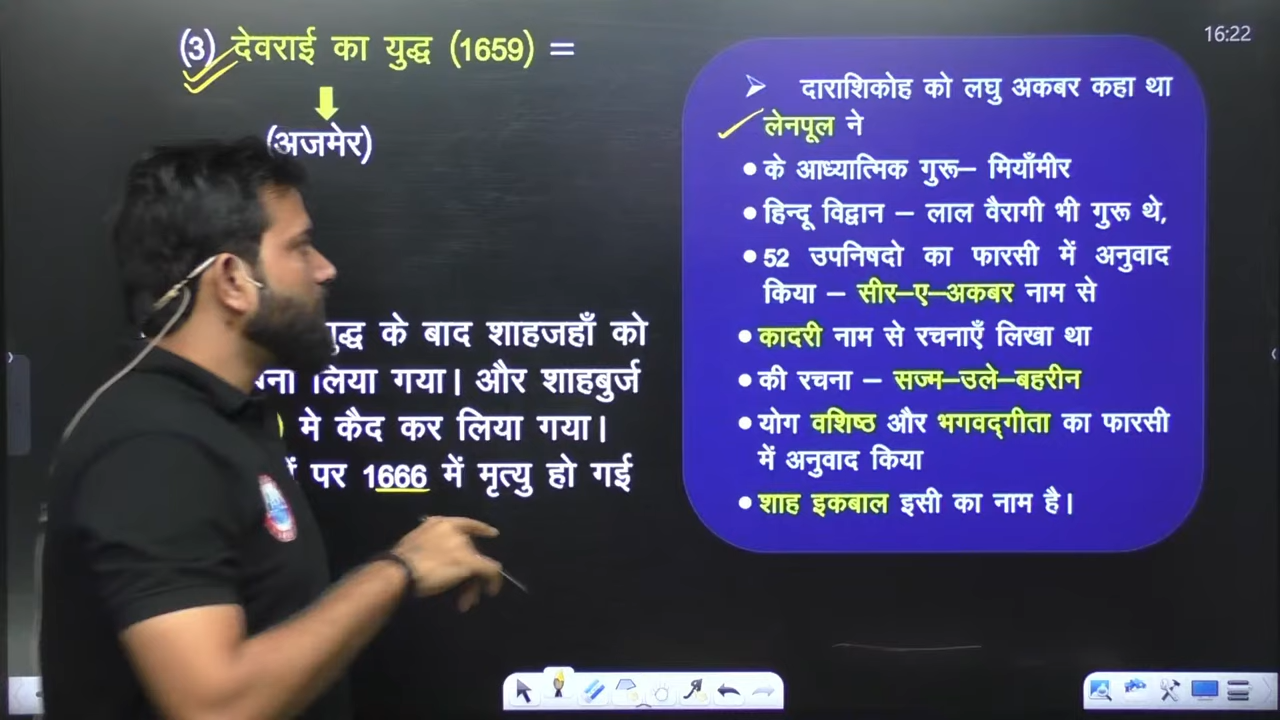 16:22
(3) देवराई का युद्ध (1659) =
(अजमेर)
के बाद शाहजहाँ को
लिया गया। और शाहबुर्ज
मे कैद कर लिया गया।
पर 1666 में मृत्यु हो गई
दाराशिकोह को लघु अकबर कहा था
लेनपूल ने
के आध्यात्मिक गुरू– मियाँमीर
हिन्दू विद्वान – लाल वैरागी भी गुरू थे,
52 उपनिषदो का फारसी में अनुवाद
किया – सीर–ए–अकबर नाम से
कादरी नाम से रचनाएँ लिखा था
की रचना – सज्म–उले–बहरीन
योग वशिष्ठ और भगवद्गीता का फारसी
में अनुवाद किया
शाह इकबाल इसी का नाम है।